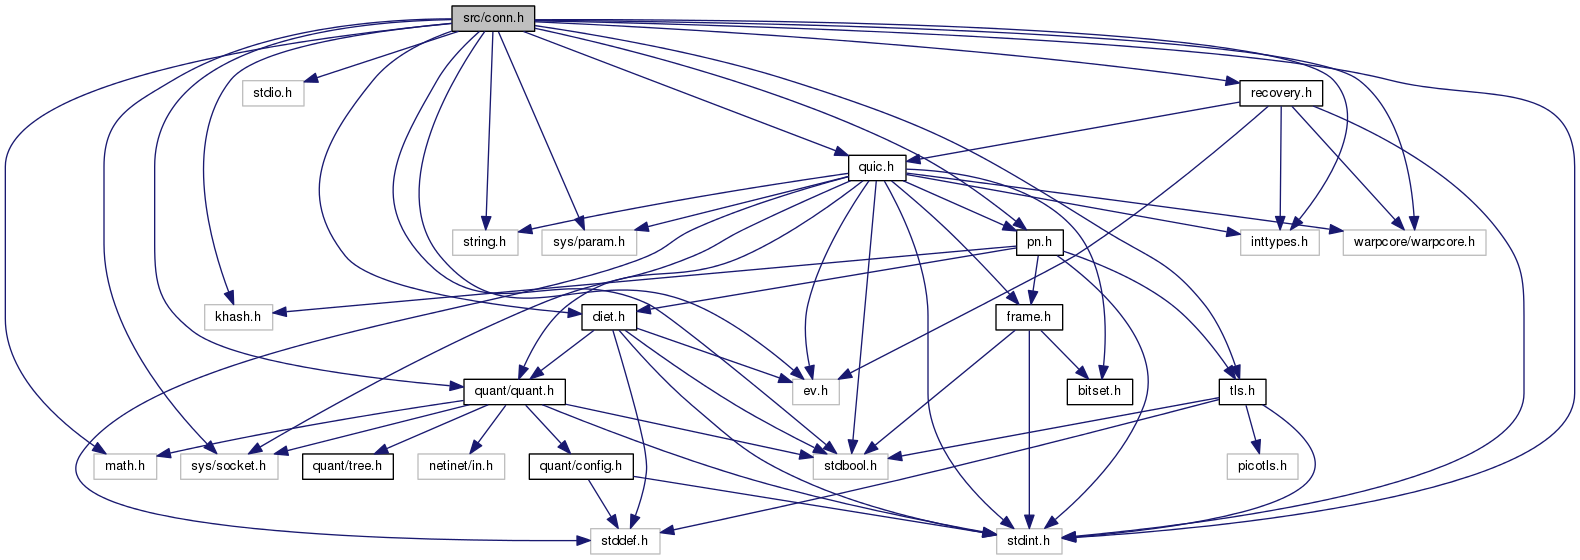 src/conn.h
stdio.h
recovery.h
quic.h
string.h
sys/param.h
pn.h
inttypes.h
warpcore/warpcore.h
khash.h
diet.h
frame.h
quant/quant.h
ev.h
bitset.h
tls.h
math.h
sys/socket.h
quant/tree.h
netinet/in.h
quant/config.h
stdbool.h
picotls.h
stddef.h
stdint.h